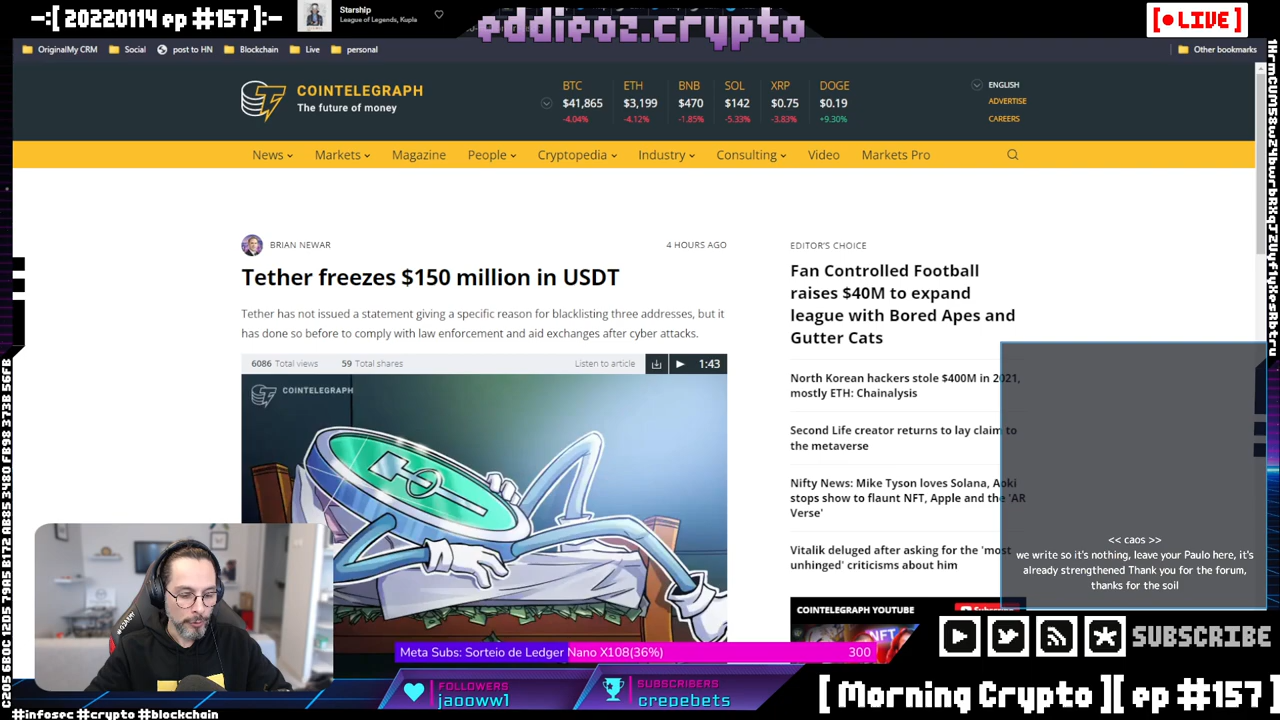 -:[ 20220114 ep #157]:-
Starship
League of Legends, Kupla
eddieoz.crypto
[●LIVE]
OriginalMy CRM
Social
post to HN
Blockchain
Live
personal
Other bookmarks
COINTELEGRAPH
The future of money
BTC ETH BNB SOL XRP DOGE
$41,865 $3,199 $470 $142 $0.75 $0.19
-4.04% -4.12% -1.85% -5.33% -3.83% +9.30%
ENGLISH
ADVERTISE
CAREERS
News Markets Magazine People Cryptopedia Industry Consulting Video Markets Pro
BRIAN NEWAR 4 HOURS AGO
Tether freezes $150 million in USDT
Tether has not issued a statement giving a specific reason for blacklisting three addresses, but it
has done so before to comply with law enforcement and aid exchanges after cyber attacks.
6086 Total views 59 Total shares Listen to article 1:43
COINTELEGRAPH
EDITOR'S CHOICE
Fan Controlled Football
raises $40M to expand
league with Bored Apes and
Gutter Cats
North Korean hackers stole $400M in 2021,
mostly ETH: Chainalysis
Second Life creator returns to lay claim to
the metaverse
Nifty News: Mike Tyson loves Solana, Aoki
stops show to flaunt NFT, Apple and the 'AR
Verse'
Vitalik deluged after asking for the 'most
unhinged' criticisms about him
COINTELEGRAPH YOUTUBE
<< caos >>
we write so it's nothing, leave your Paulo here, it's
already strengthened Thank you for the forum,
thanks for the soil
SUBSCRIBE
Meta Subs: Sorteio de Ledger Nano X108(36%) 300
FOLLOWERS
jaooww1
SUBSCRIBERS
crepebets
[ Morning Crypto ][ ep #157]
#infosec #crypto #blockchain
C205 6B0C 12D5 79A5 B172 AB35 3480 FB98 373B 56FB